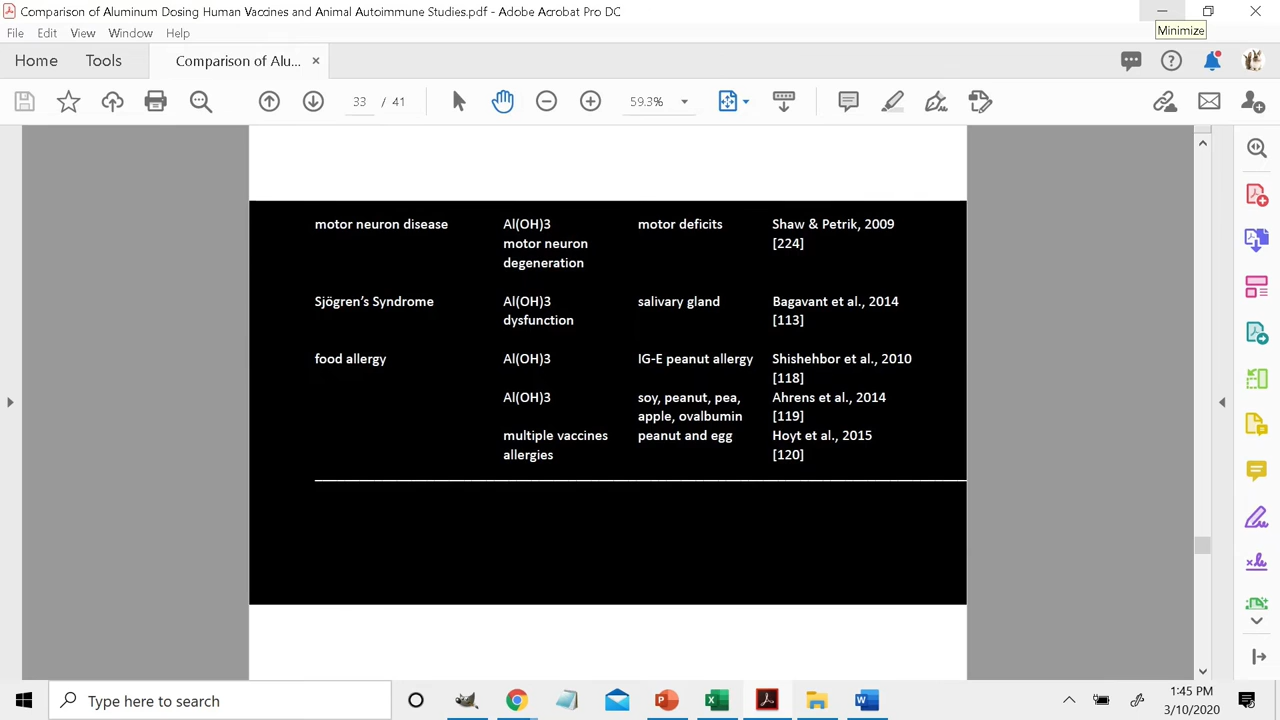 Comparison of Aluminum Dosing Human Vaccines and Animal Autoimmune Studies.pdf - Adobe Acrobat Pro DC
File Edit View Window Help
Minimize
Home Tools Comparison of Alu... ×
33 / 41 59.3%
motor neuron disease Al(OH)3 motor deficits Shaw & Petrik, 2009
motor neuron [224]
degeneration
Sjögren’s Syndrome Al(OH)3 salivary gland Bagavant et al., 2014
dysfunction [113]
food allergy Al(OH)3 IG-E peanut allergy Shishehbor et al., 2010
[118]
Al(OH)3 soy, peanut, pea, Ahrens et al., 2014
apple, ovalbumin [119]
multiple vaccines peanut and egg Hoyt et al., 2015
allergies [120]
Type here to search
1:45 PM
3/10/2020